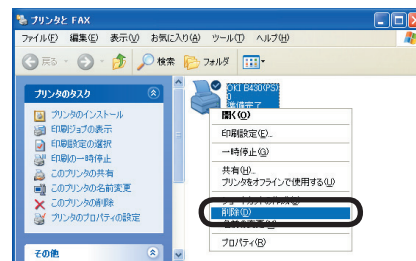 プリンタと FAX
ファイル(F) 編集(E) 表示(V) お気に入り(A) ツール(T) ヘルプ(H)
戻る 検索 フォルダ
プリンタのタスク
プリンタのインストール
印刷ジョブの表示
印刷設定の選択
印刷の一時停止
このプリンタの共有
このプリンタの名前変更
このプリンタの削除
プリンタのプロパティの設定
その他
OKI B430(PS)
0
準備完了
開く(O)
印刷設定(E)...
一時停止(G)
共有(H)...
プリンタをオフラインで使用する(U)
削除(D)
プロパティ(R)